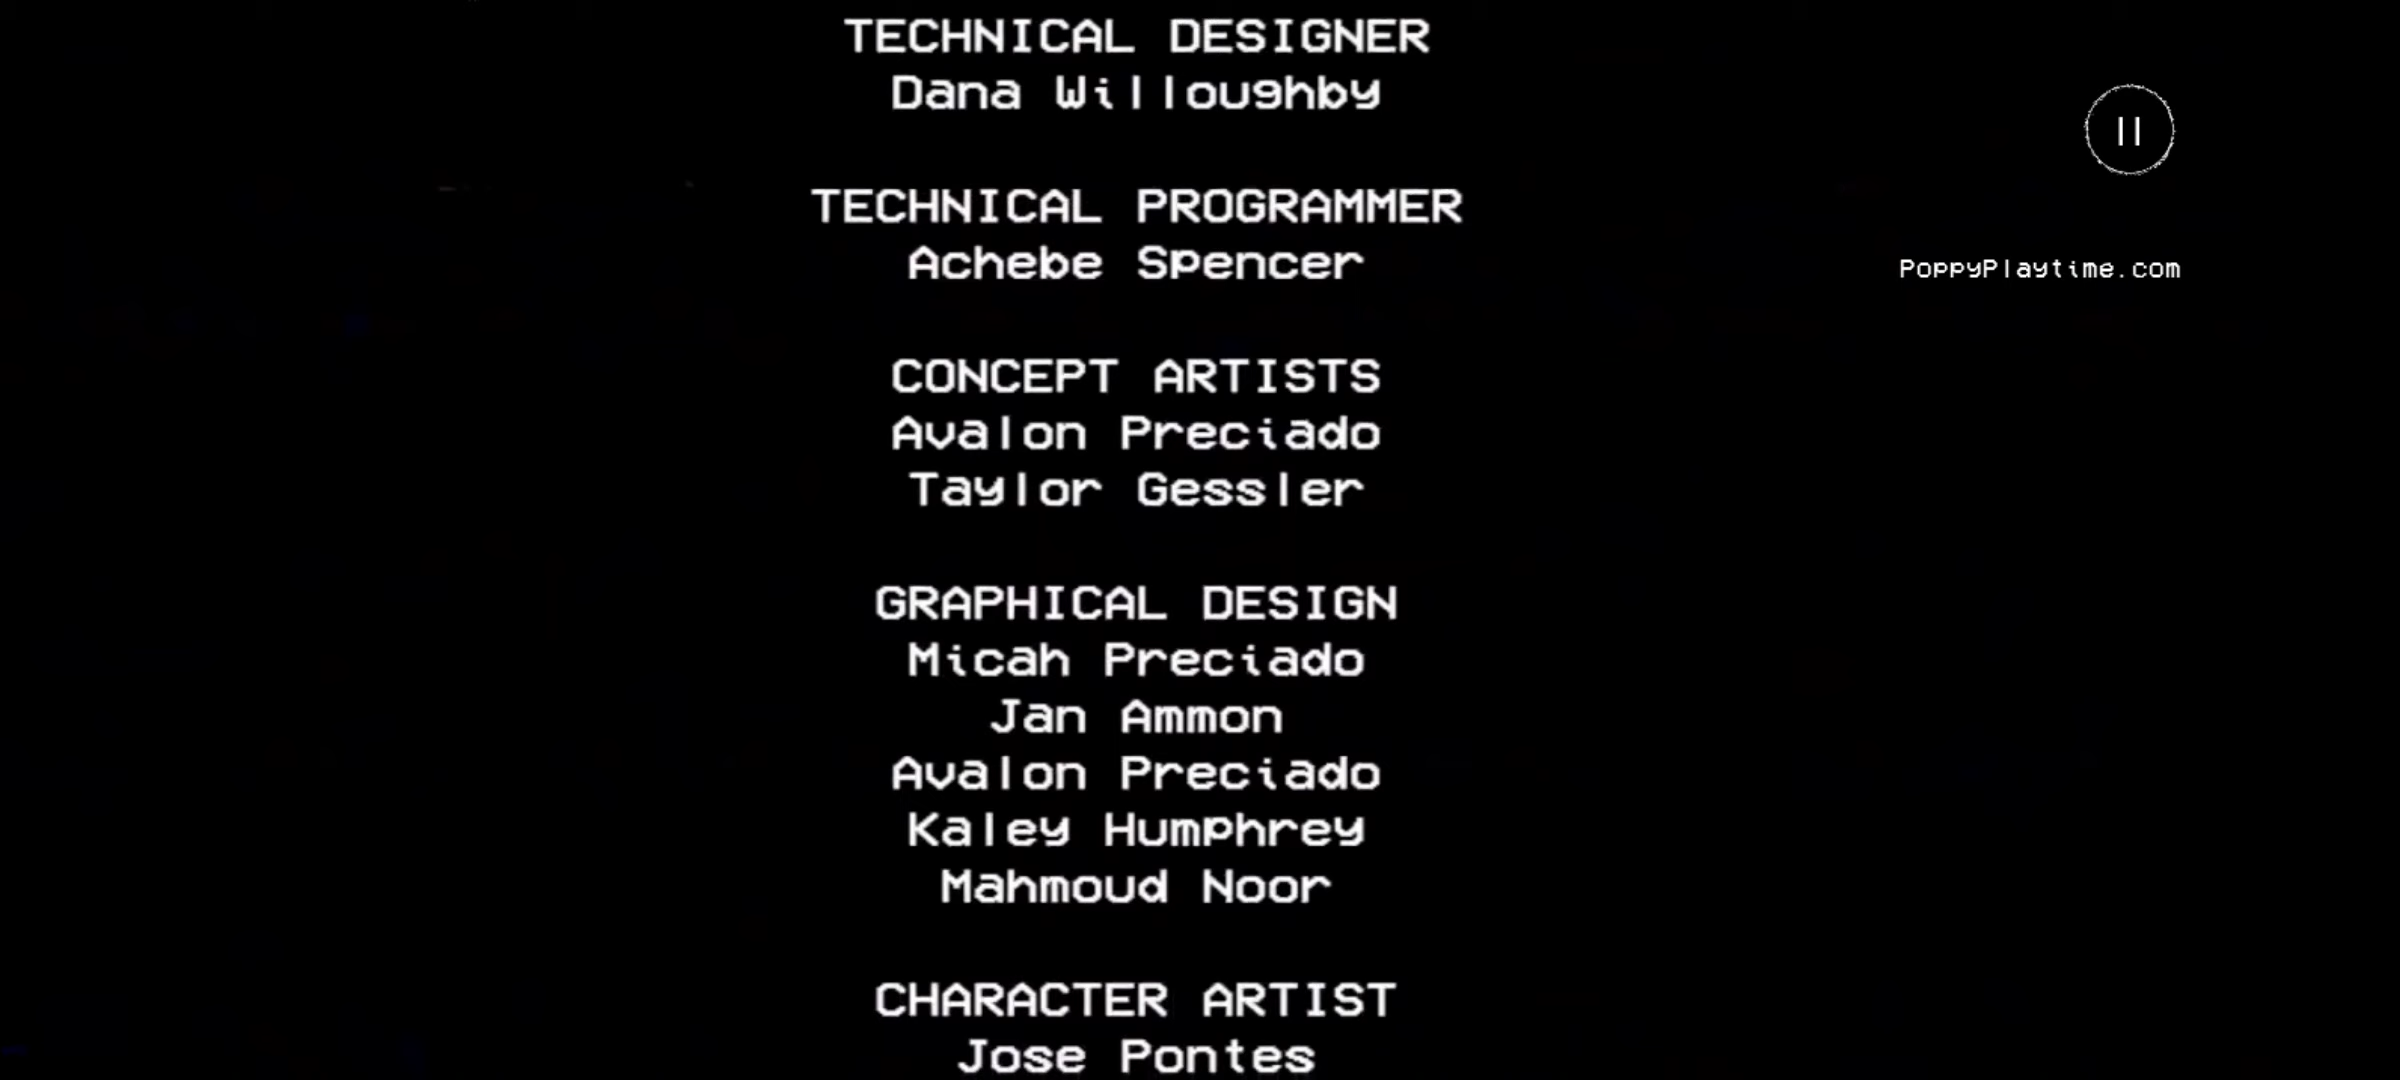 TECHNICAL DESIGNER
Dana Willoughby
TECHNICAL PROGRAMMER
Achebe Spencer
PoppyPlaytime.com
CONCEPT ARTISTS
Avalon Preciado
Taylor Gessler
GRAPHICAL DESIGN
Micah Preciado
Jan Ammon
Avalon Preciado
Kaley Humphrey
Mahmoud Noor
CHARACTER ARTIST
Jose Pontes